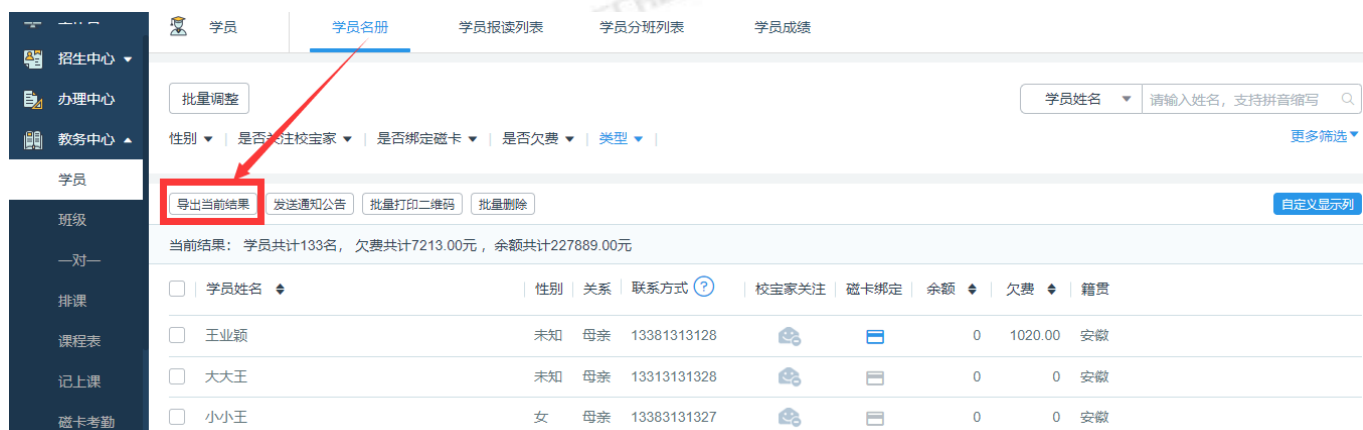 学员 学员名册 学员报读列表 学员分班列表 学员成绩
招生中心
办理中心
批量调整 学员姓名 请输入姓名，支持拼音缩写
教务中心
性别 是否关注校宝家 是否绑定磁卡 是否欠费 类型 更多筛选
学员
导出当前结果 发送通知公告 批量打印二维码 批量删除 自定义显示列
班级
当前结果： 学员共计133名， 欠费共计7213.00元 ，余额共计227889.00元
一对一
学员姓名 性别 关系 联系方式 ? 校宝家关注 磁卡绑定 余额 欠费 籍贯
排课
王业颖 未知 母亲 13381313128 0 1020.00 安徽
课程表
大大王 未知 母亲 13313131328 0 0 安徽
记上课
小小王 女 母亲 13383131327 0 0 安徽
磁卡考勤